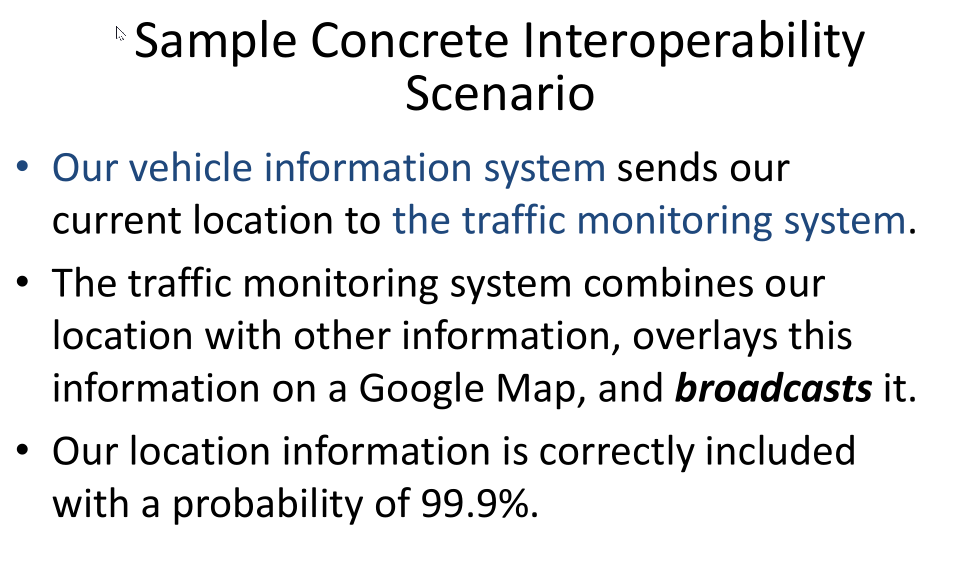 Sample Concrete Interoperability
Scenario
• Our vehicle information system sends our
current location to the traffic monitoring system.
• The traffic monitoring system combines our
location with other information, overlays this
information on a Google Map, and broadcasts it.
• Our location information is correctly included
with a probability of 99.9%.